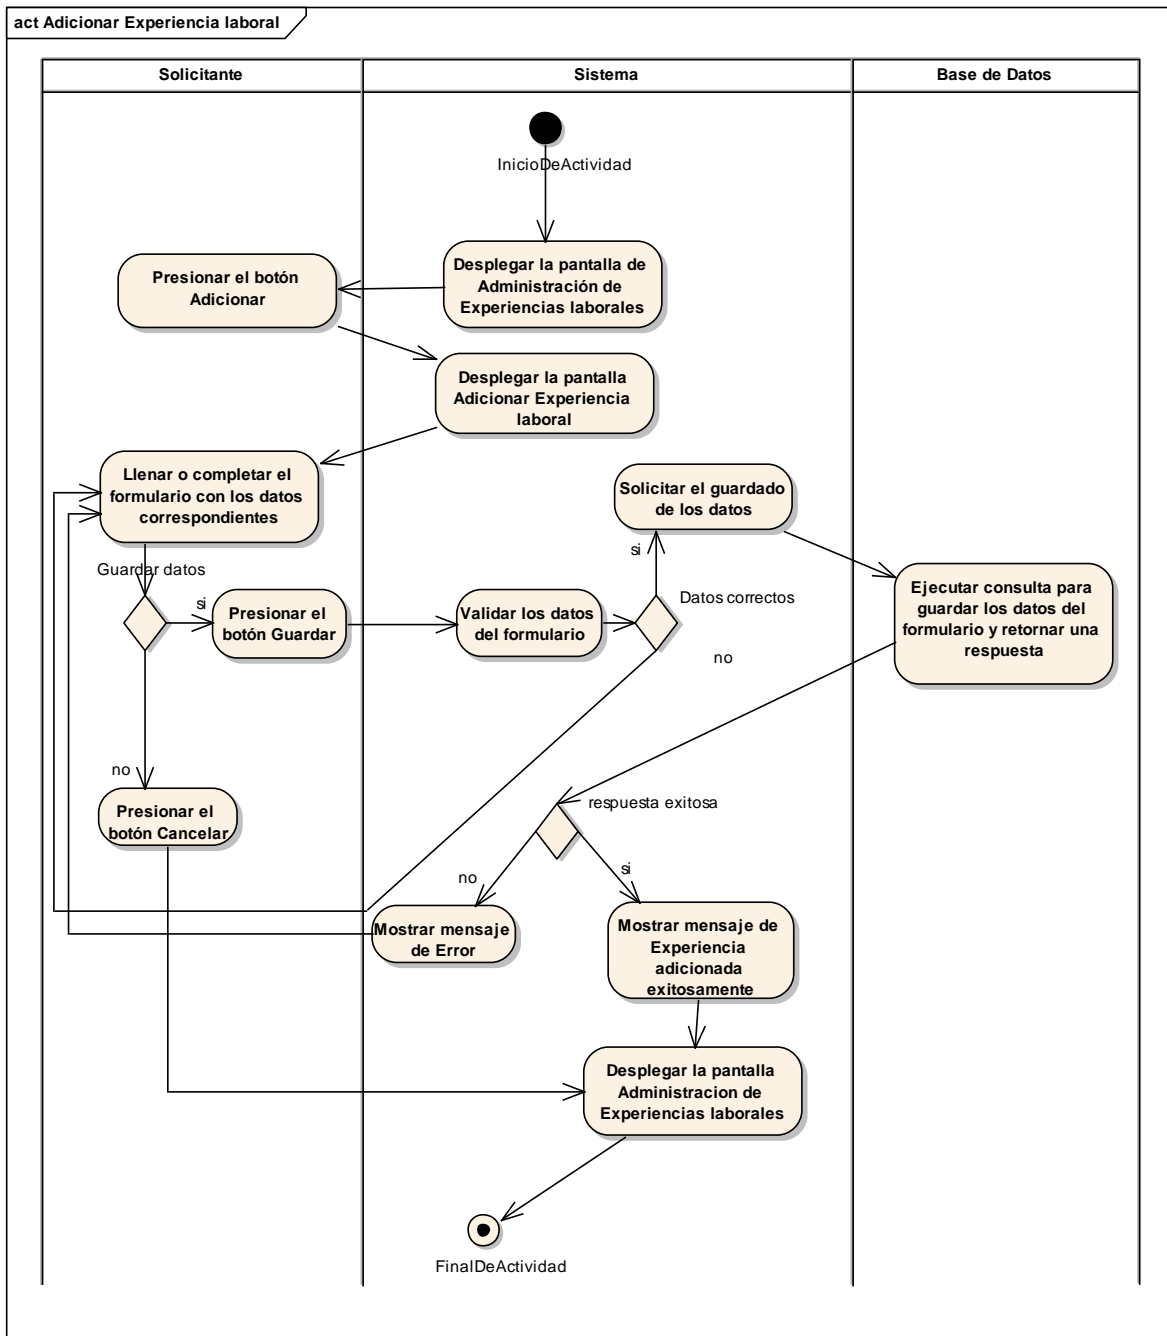 act Adicionar Experiencia laboral
Solicitante
Sistema
Base de Datos
InicioDeActividad
Desplegar la pantalla de
Administración de
Experiencias laborales
Presionar el botón
Adicionar
Desplegar la pantalla
Adicionar Experiencia
laboral
Llenar o completar el
formulario con los datos
correspondientes
Solicitar el guardado
de los datos
si
Guardar datos
si
Presionar el
botón Guardar
Validar los datos
del formulario
Datos correctos
no
Ejecutar consulta para
guardar los datos del
formulario y retornar una
respuesta
no
Presionar el
botón Cancelar
respuesta exitosa
no
si
Mostrar mensaje
de Error
Mostrar mensaje de
Experiencia
adicionada
exitosamente
Desplegar la pantalla
Administracion de
Experiencias laborales
FinalDeActividad